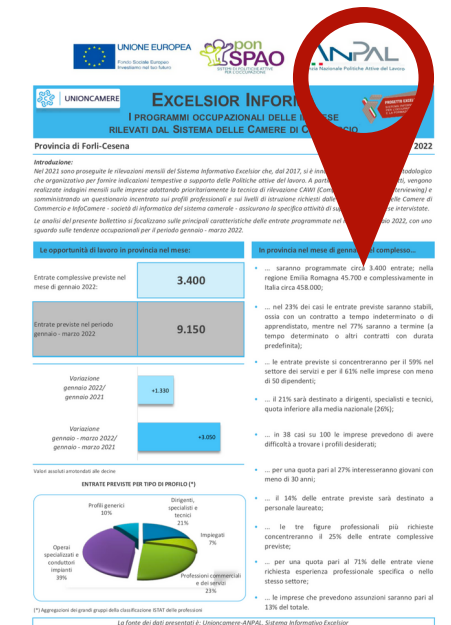 UNIONE EUROPEA
Fondo Sociale Europeo
Investiamo nel tuo futuro
pon
SPAO
SISTEMI DI POLITICHE ATTIVE
PER L'OCCUPAZIONE
ANPAL
Nazionale Politiche Attive del Lavoro
UNIONCAMERE
EXCELSIOR INFOR
I PROGRAMMI OCCUPAZIONALI DELLE
RILEVATI DAL SISTEMA DELLE CAMERE DI
PROGETTO
Provincia di Forlì-Cesena
2022
Introduzione:
Nel 2021 sono proseguite le rilevazioni mensili del Sistema Informativo Excelsior che, dal 2017, si è
che organizzativo per fornire indicazioni tempestive a supporto delle Politiche attive del lavoro. A vengono
realizzate indagini mensili sulle imprese adottando prioritariamente la tecnica di rilevazione CAWI e
somministrando un questionario incentrato sui profili professionali e sui livelli di istruzione richiesti Camere di
Commercio e InfoCamere - società di informatica del sistema camerale - assicurano la specifica attività di intervistate.
Le analisi del presente bollettino si focalizzano sulle principali caratteristiche delle entrate programmate nel 2022, con uno
sguardo sulle tendenze occupazionali per il periodo gennaio - marzo 2022.
Le opportunità di lavoro in provincia nel mese:
Entrate complessive previste nel
mese di gennaio 2022:
3.400
Entrate previste nel periodo
gennaio - marzo 2022
9.150
Variazione
gennaio 2022/
gennaio 2021
+1.330
Variazione
gennaio - marzo 2022/
gennaio - marzo 2021
+3.050
Valori assoluti arrotondati alle decine
ENTRATE PREVISTE PER TIPO DI PROFILO (*)
Profili generici
10%
Dirigenti,
specialisti e
tecnici
21%
Impiegati
7%
Operai
specializzati e
conduttori
impianti
39%
Professioni commerciali
e dei servizi
23%
(*) Aggregazioni dei grandi gruppi della classificazione ISTAT delle professioni
In provincia nel mese di complesso...
... saranno programmate circa 3.400 entrate; nella
regione Emilia Romagna 45.700 e complessivamente in
Italia circa 458.000;
... nel 23% dei casi le entrate previste saranno stabili,
ossia con un contratto a tempo indeterminato o di
apprendistato, mentre nel 77% saranno a termine (a
tempo determinato o altri contratti con durata
predefinita);
... le entrate previste si concentreranno per il 59% nel
settore dei servizi e per il 61% nelle imprese con meno
di 50 dipendenti;
... il 21% sarà destinato a dirigenti, specialisti e tecnici,
quota inferiore alla media nazionale (26%);
... in 38 casi su 100 le imprese prevedono di avere
difficoltà a trovare i profili desiderati;
... per una quota pari al 27% interesseranno giovani con
meno di 30 anni;
... il 14% delle entrate previste sarà destinato a
personale laureato;
... le tre figure professionali più richieste
concentreranno il 25% delle entrate complessive
previste;
... per una quota pari al 71% delle entrate viene
richiesta esperienza professionale specifica o nello
stesso settore;
... le imprese che prevedono assunzioni saranno pari al
13% del totale.
La fonte dei dati presentati è: Unioncamere-ANPAL, Sistema Informativo Excelsior